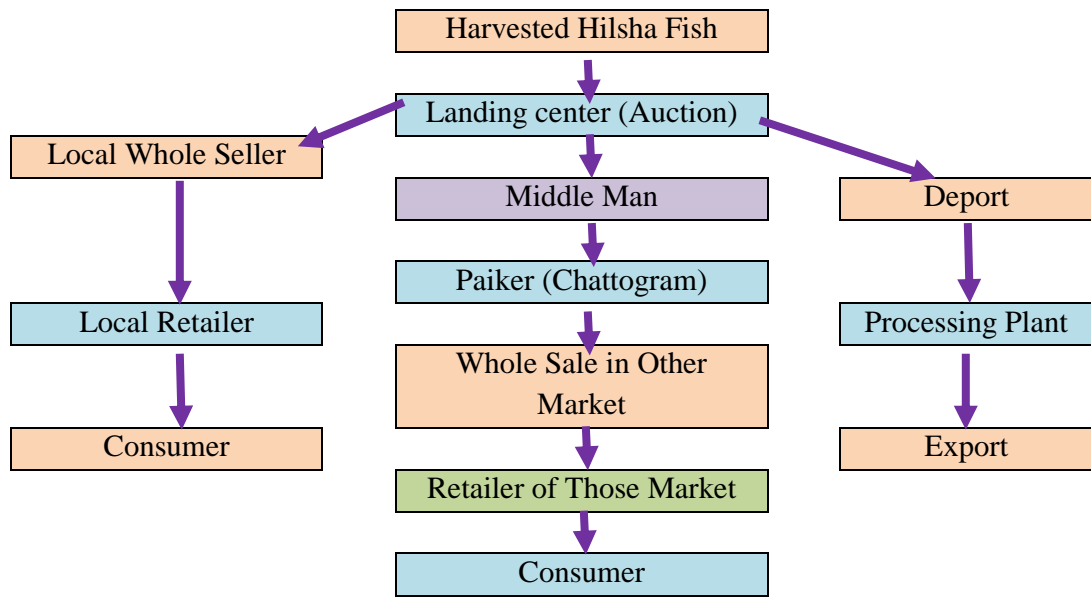 Harvested Hilsha Fish
Landing center (Auction)
Local Whole Seller
Middle Man
Deport
Paiker (Chattogram)
Local Retailer
Processing Plant
Whole Sale in Other
Market
Consumer
Export
Retailer of Those Market
Consumer